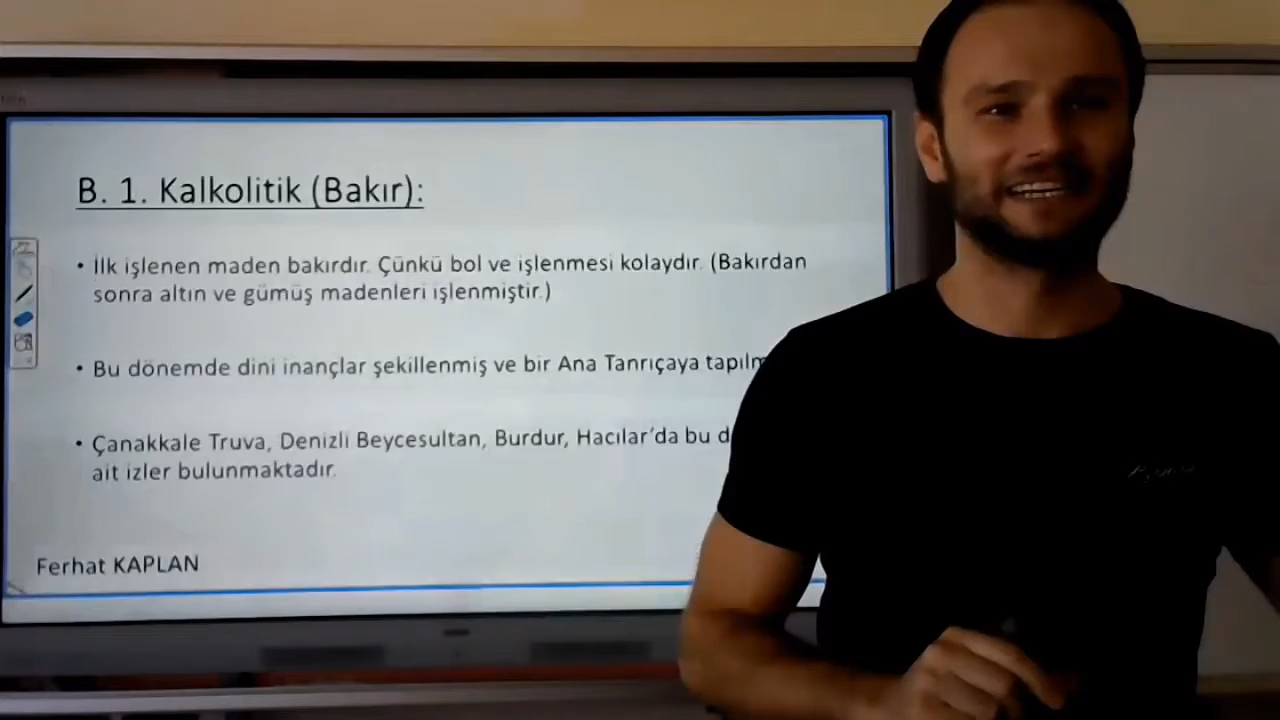 B. 1. Kalkolitik (Bakır):
• İlk işlenen maden bakırdır. Çünkü bol ve işlenmesi kolaydır. (Bakırdan
sonra altın ve gümüş madenleri işlenmiştir.)
• Bu dönemde dini inançlar şekillenmiş ve bir Ana Tanrıçaya
• Çanakkale Truva, Denizli Beycesultan, Burdur, Hacılar’da bu
ait izler bulunmaktadır.
Ferhat KAPLAN